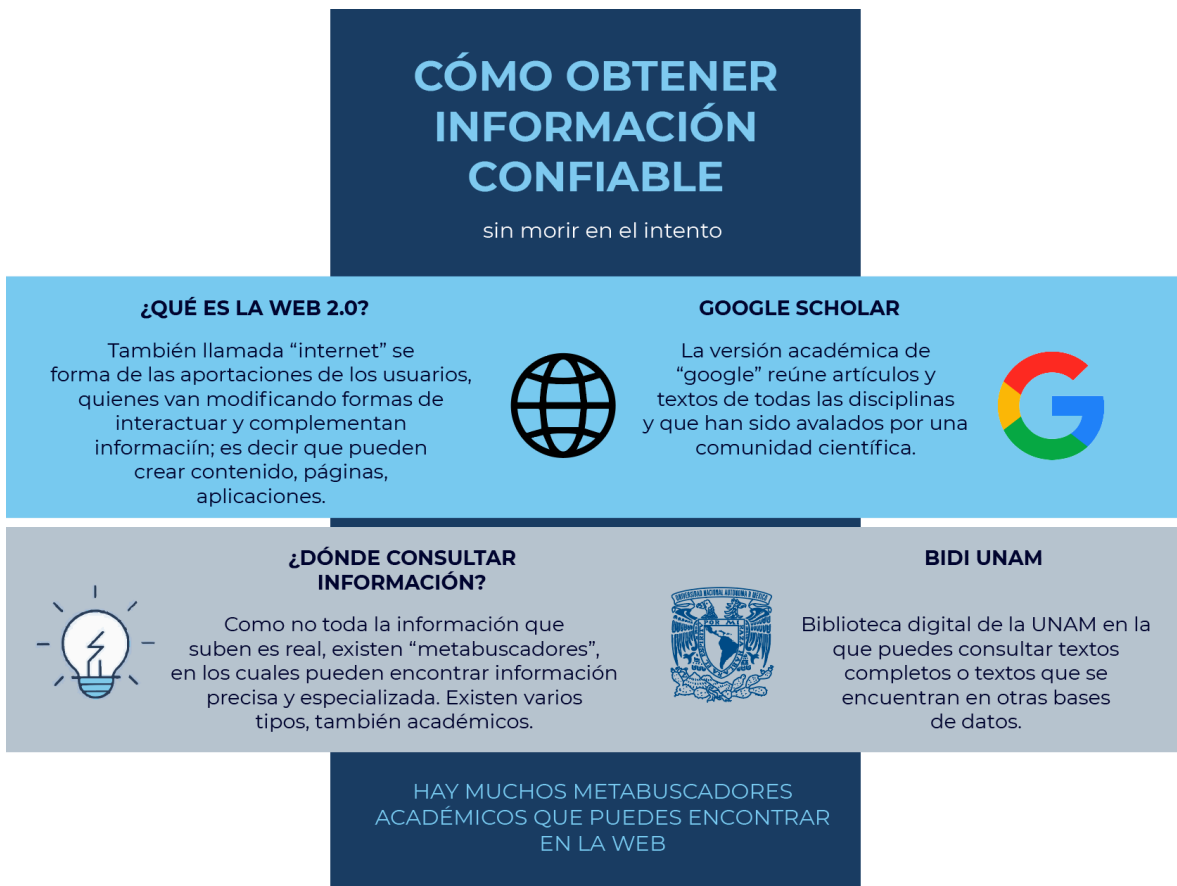 CÓMO OBTENER
INFORMACIÓN
CONFIABLE
sin morir en el intento
¿QUÉ ES LA WEB 2.0?
También llamada “internet” se
forma de las aportaciones de los usuarios,
quienes van modificando formas de
interactuar y complementan
informaciín; es decir que pueden
crear contenido, páginas,
aplicaciones.
GOOGLE SCHOLAR
La versión académica de
“google” reúne artículos y
textos de todas las disciplinas
y que han sido avalados por una
comunidad científica.
¿DÓNDE CONSULTAR
INFORMACIÓN?
Como no toda la información que
suben es real, existen “metabuscadores”,
en los cuales pueden encontrar información
precisa y especializada. Existen varios
tipos, también académicos.
BIDI UNAM
Biblioteca digital de la UNAM en la
que puedes consultar textos
completos o textos que se
encuentran en otras bases
de datos.
HAY MUCHOS METABUSCADORES
ACADÉMICOS QUE PUEDES ENCONTRAR
EN LA WEB